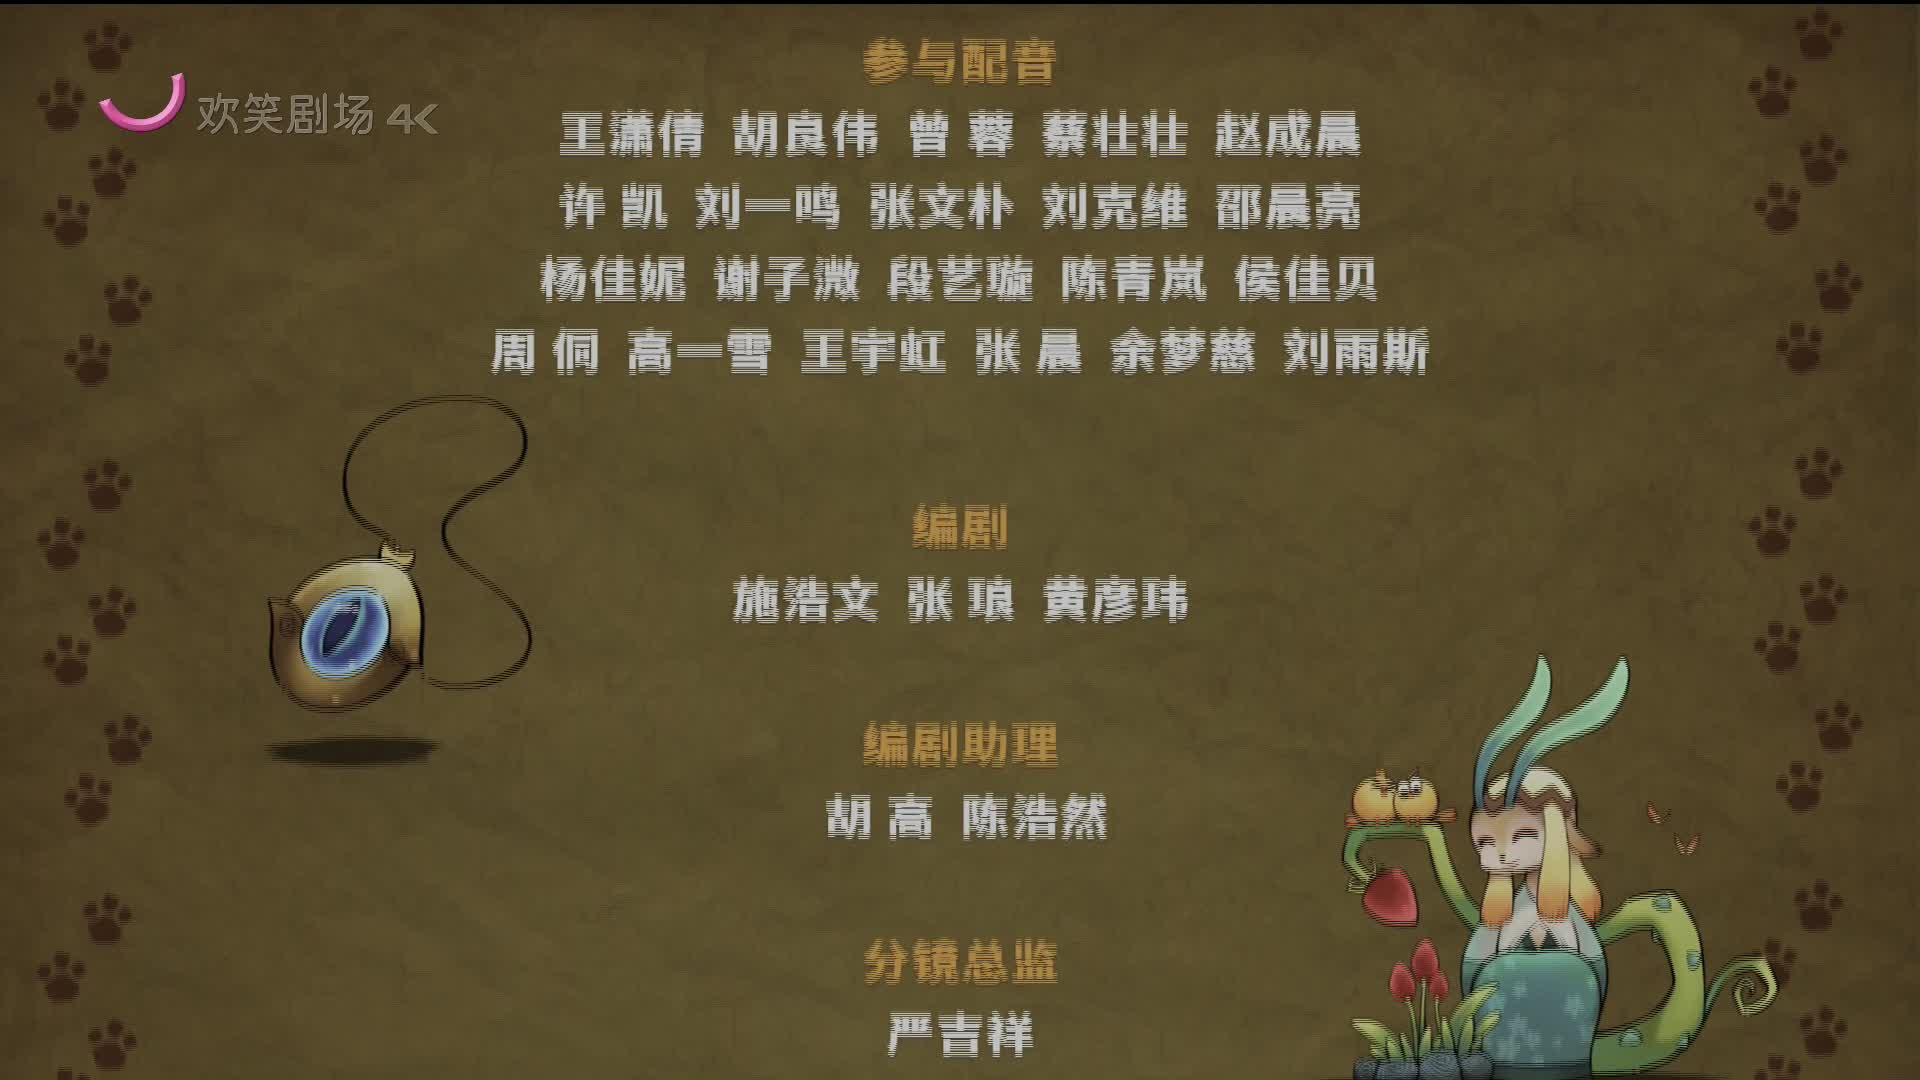 参与配音
欢笑剧场 4K
王潇倩 胡良伟 曾 蓉 蔡壮壮 赵成晨
许 凯 刘一鸣 张文朴 刘克维 邵晨亮
杨佳妮 谢子溦 段艺璇 陈青岚 侯佳贝
周 侗 高一雪 王宇虹 张 晨 余梦慈 刘雨斯
编剧
施浩文 张 琅 黄彦玮
编剧助理
胡 高 陈浩然
分镜总监
严吉祥